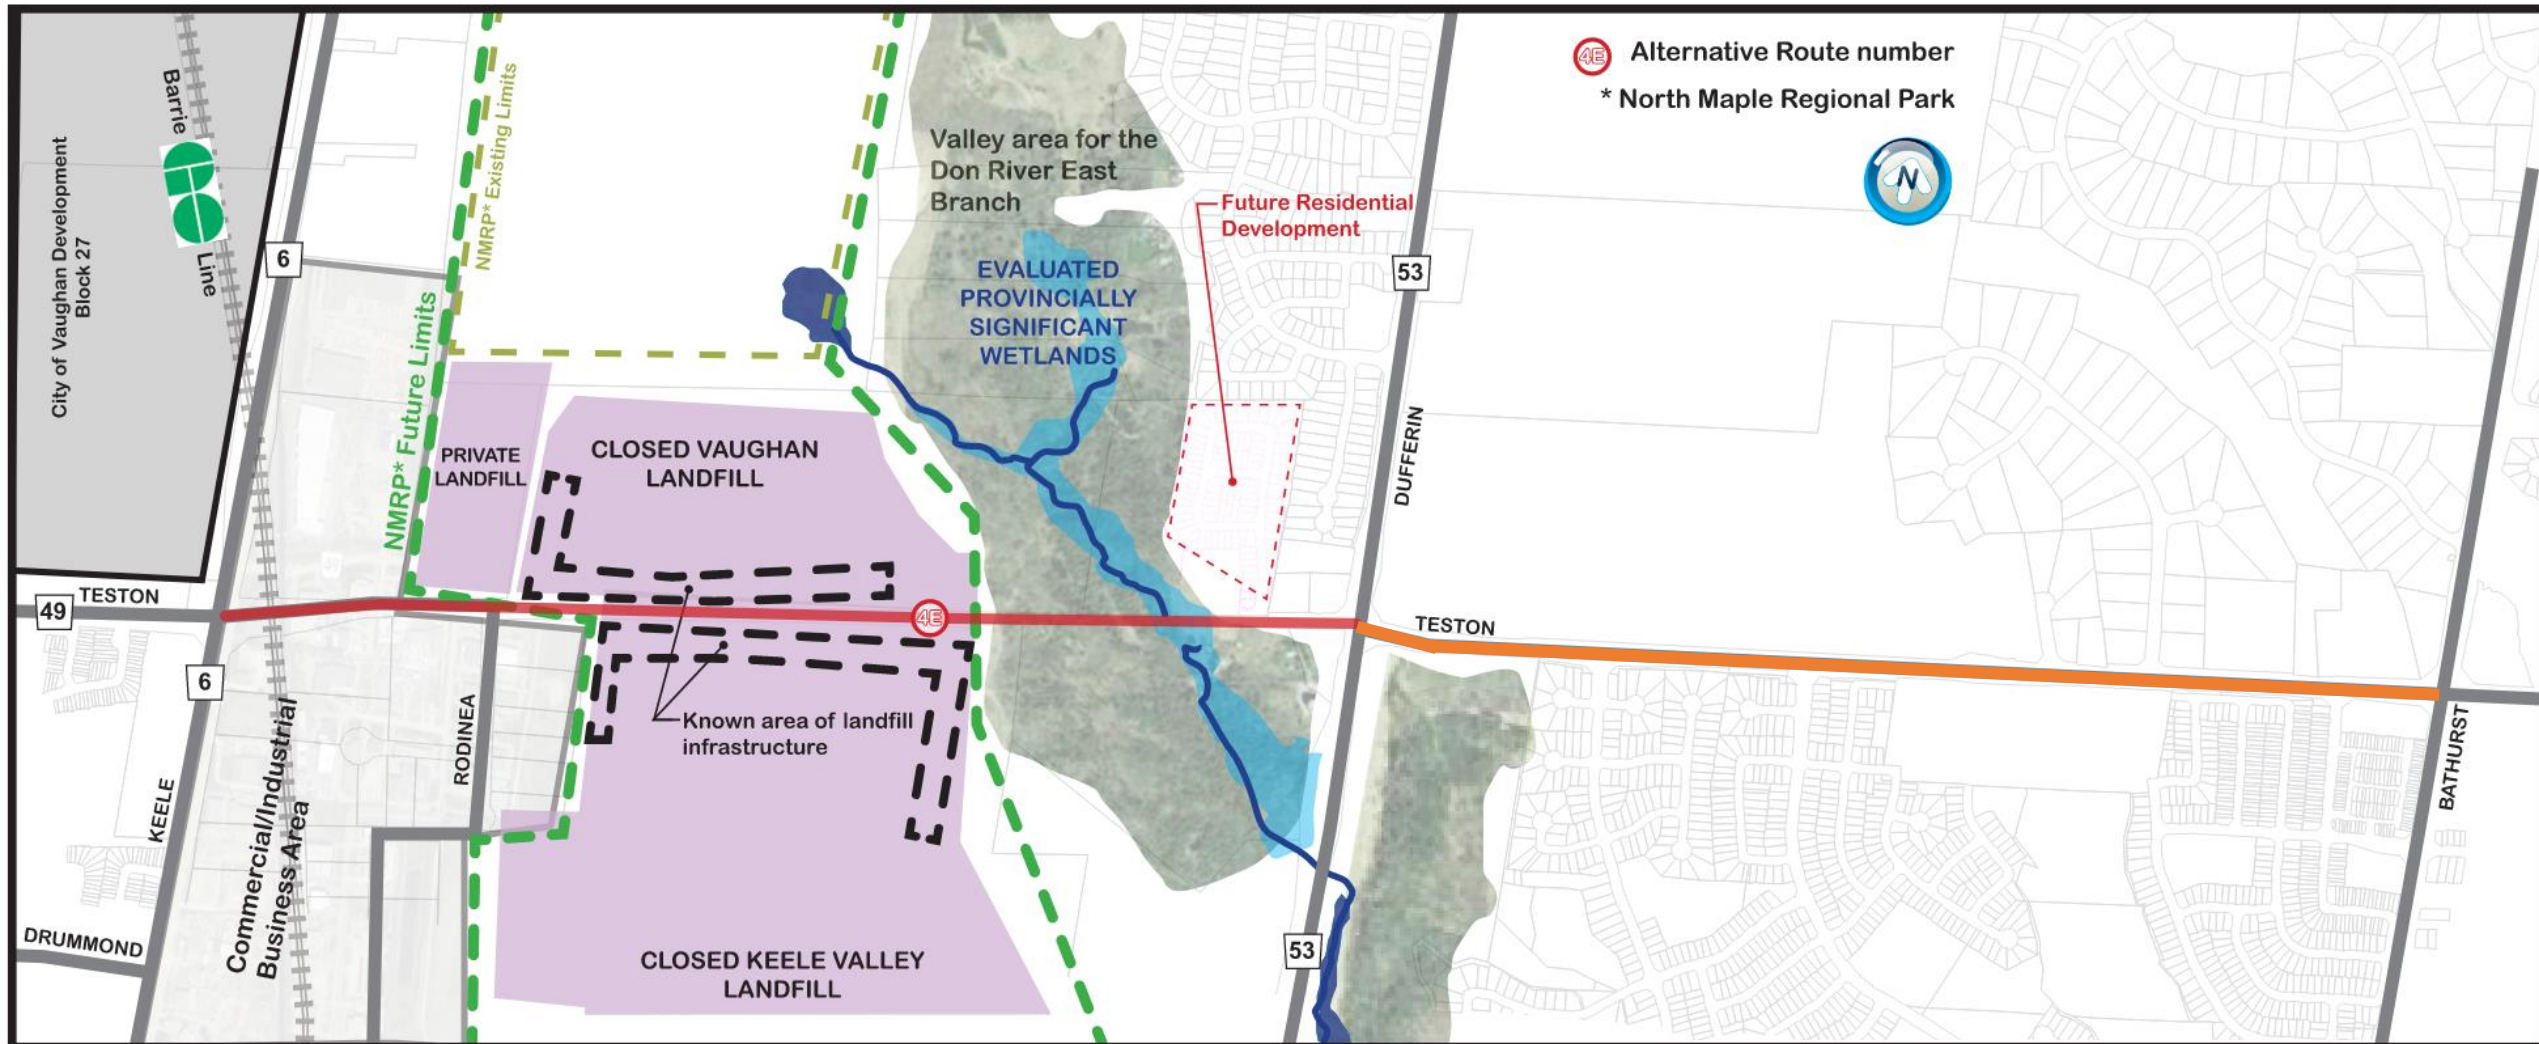 4E Alternative Route number
* North Maple Regional Park
N
City of Vaughan Development
Block 27
Barrie
GO
Line
6
NMRP* Existing Limits
NMRP* Future Limits
Valley area for the
Don River East
Branch
EVALUATED
PROVINCIALLY
SIGNIFICANT
WETLANDS
Future Residential
Development
53
DUFFERIN
PRIVATE
LANDFILL
CLOSED VAUGHAN
LANDFILL
49
TESTON
4E
TESTON
6
KEELE
Commercial/Industrial
Business Area
RODINEA
Known area of landfill
infrastructure
BATHURST
DRUMMOND
CLOSED KEELE VALLEY
LANDFILL
53